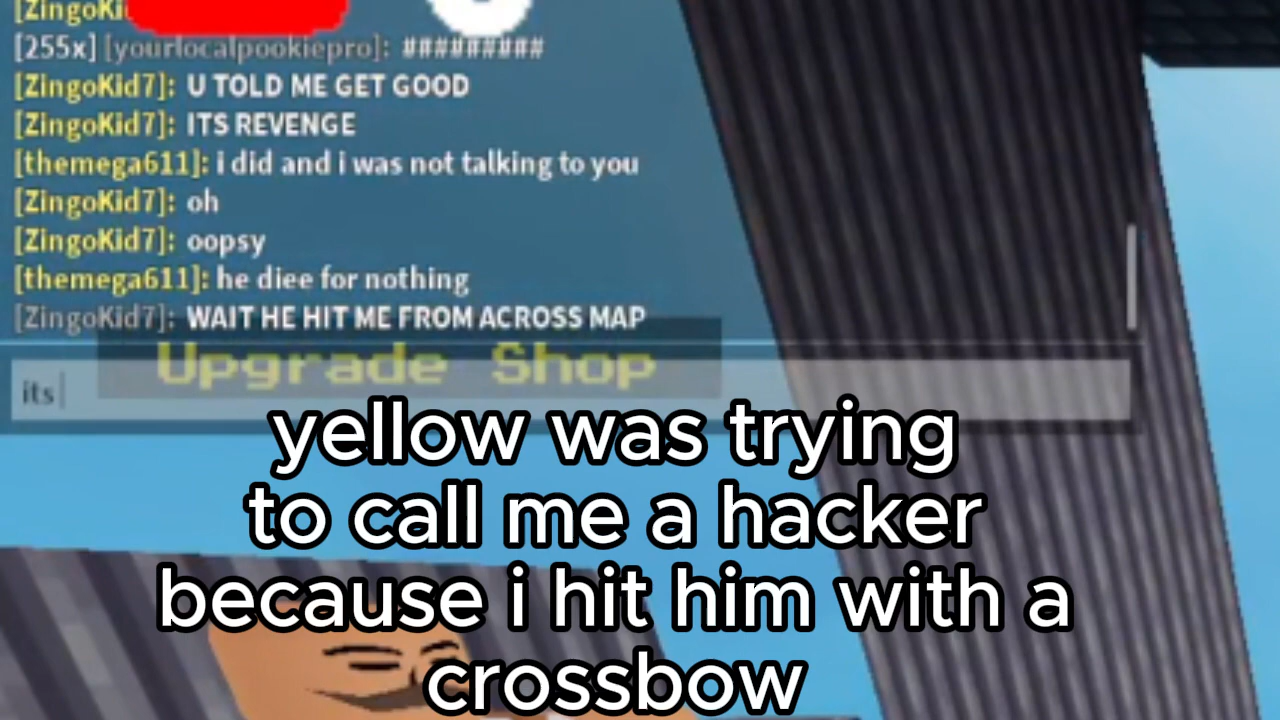 [ZingoKi
[255x] [yourlocalpookiepro]: #########
[ZingoKid7]: U TOLD ME GET GOOD
[ZingoKid7]: ITS REVENGE
[themega611]: i did and i was not talking to you
[ZingoKid7]: oh
[ZingoKid7]: oopsy
[themega611]: he diee for nothing
[ZingoKid7]: WAIT HE HIT ME FROM ACROSS MAP
Upgrade Shop
its
yellow was trying
to call me a hacker
because i hit him with a
crossbow